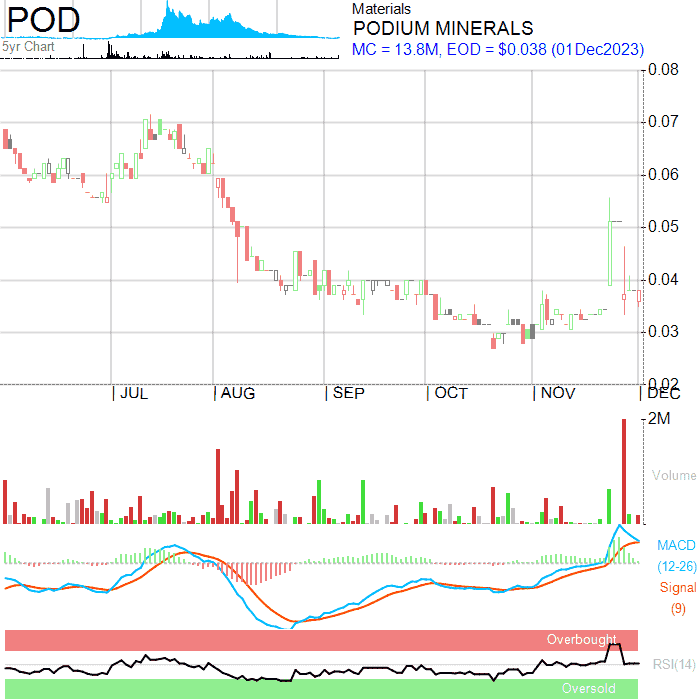 POD
5yr Chart
Materials
PODIUM MINERALS
MC = 13.8M, EOD = $0.038 (01Dec2023)
0.08
0.07
0.06
0.05
0.04
0.03
0.02
JUL
AUG
SEP
OCT
NOV
DEC
2M
Volume
MACD
(12-26)
Signal
(9)
Overbought
RSI(14)
Oversold